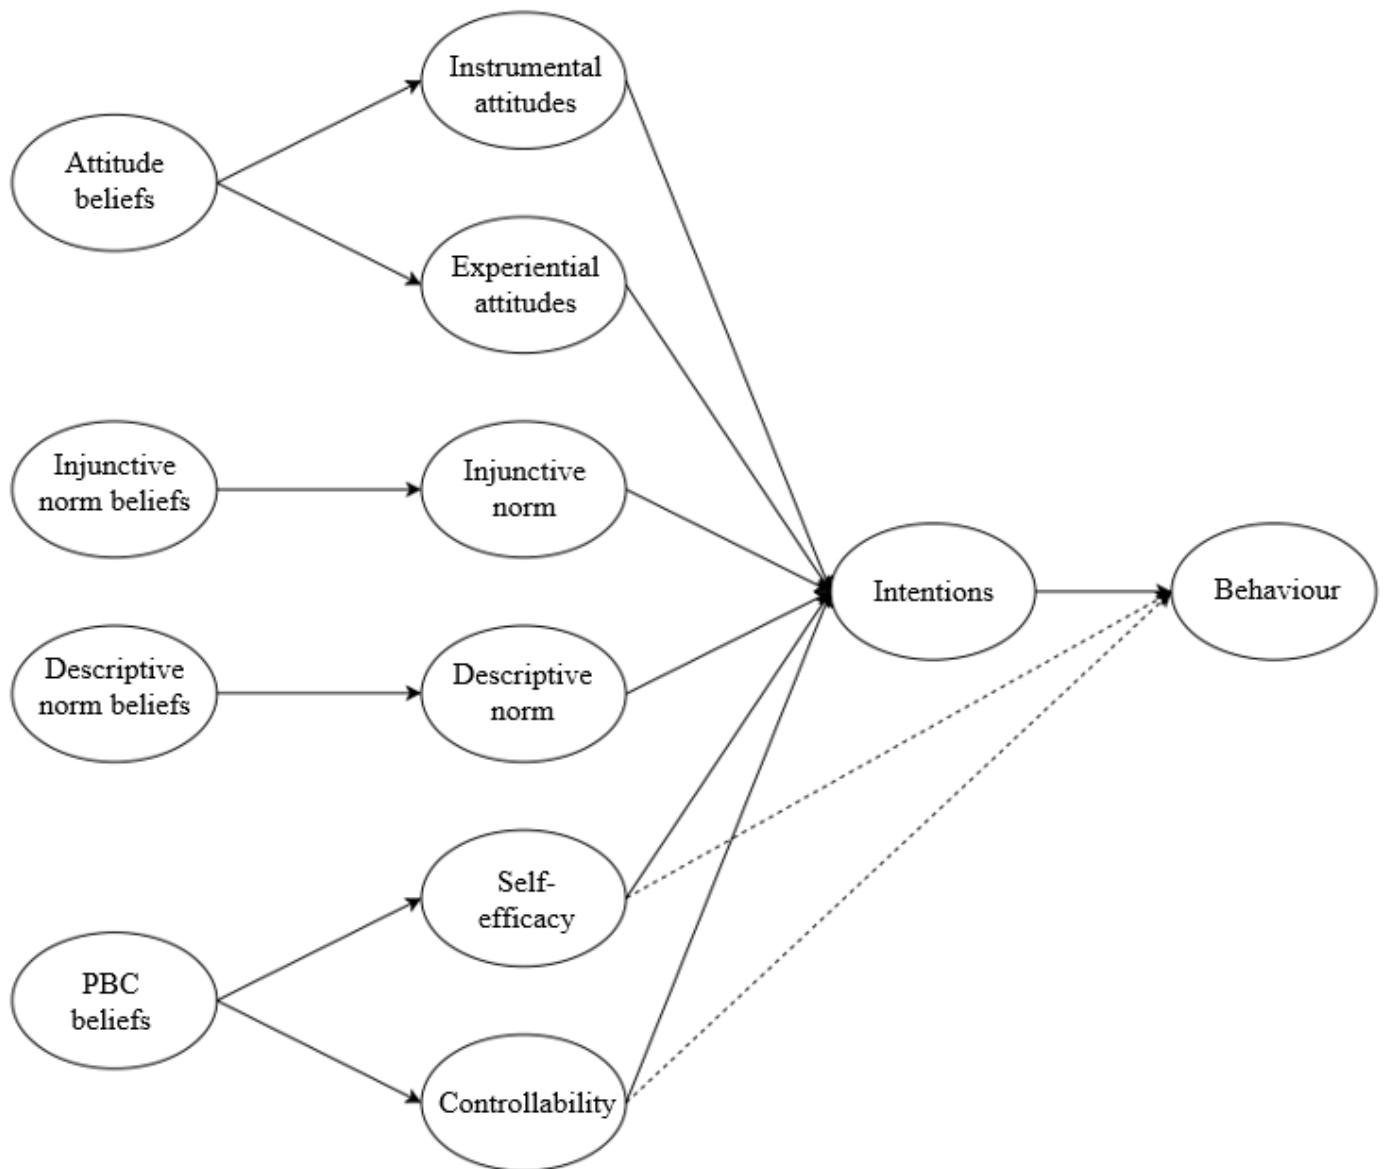 Instrumental
attitudes
Attitude
beliefs
Experiential
attitudes
Injunctive
norm beliefs
Injunctive
norm
Intentions
Behaviour
Descriptive
norm beliefs
Descriptive
norm
Self-
efficacy
PBC
beliefs
Controllability